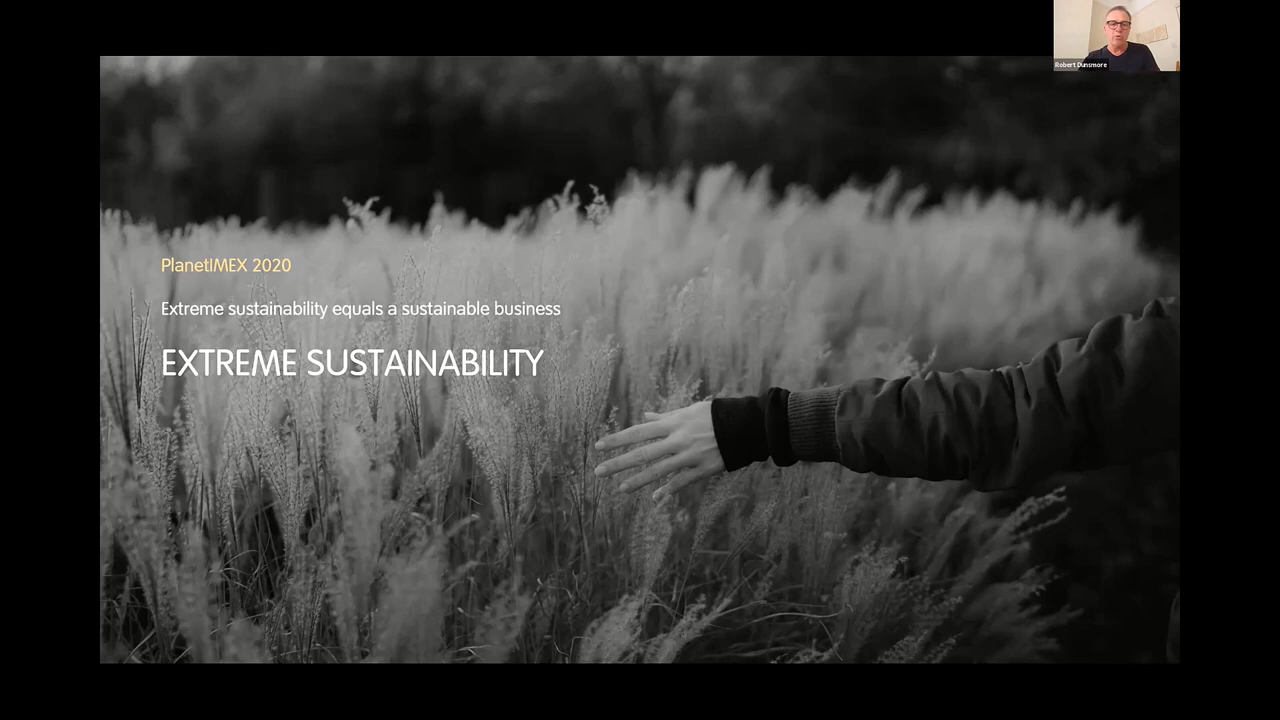 Robert Dunsmore
PlanetIMEX 2020
Extreme sustainability equals a sustainable business
EXTREME SUSTAINABILITY